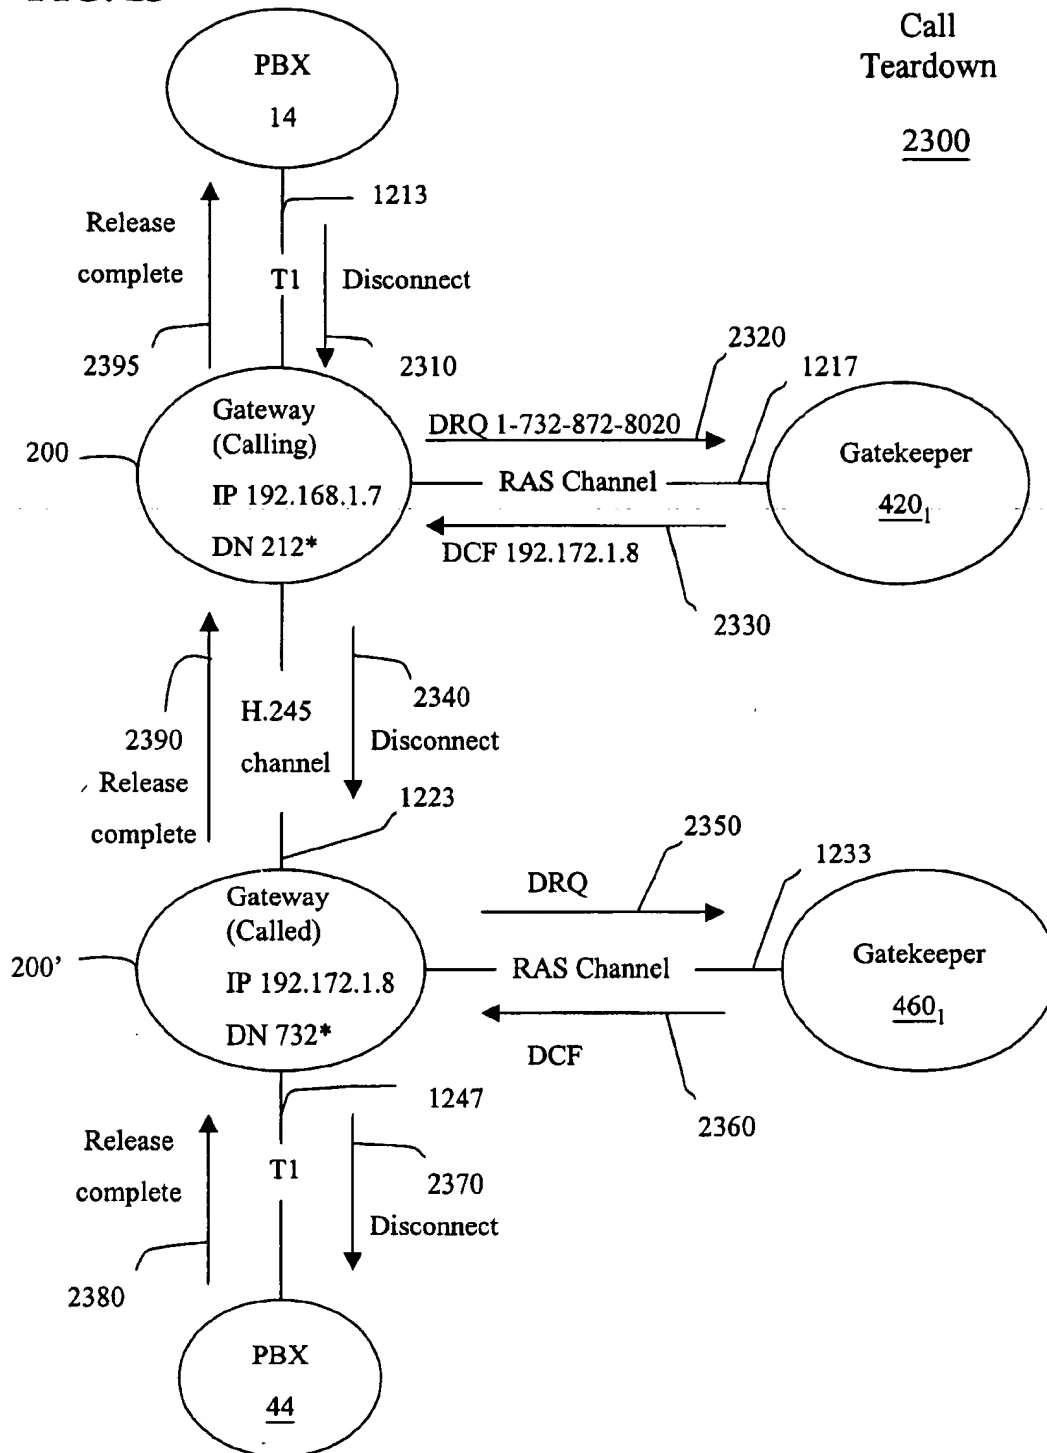 Call
Teardown
2300
PBX
14
1213
Release
complete
T1
Disconnect
2395
2310
2320
1217
Gateway
(Calling)
IP 192.168.1.7
DN 212*
200
DRQ 1-732-872-8020
RAS Channel
DCF 192.172.1.8
Gatekeeper
420₁
2330
2340
H.245
channel
Disconnect
2390
Release
complete
1223
2350
1233
Gateway
(Called)
IP 192.172.1.8
DN 732*
200'
DRQ
RAS Channel
DCF
Gatekeeper
460₁
2360
1247
Release
complete
T1
2370
Disconnect
2380
PBX
44